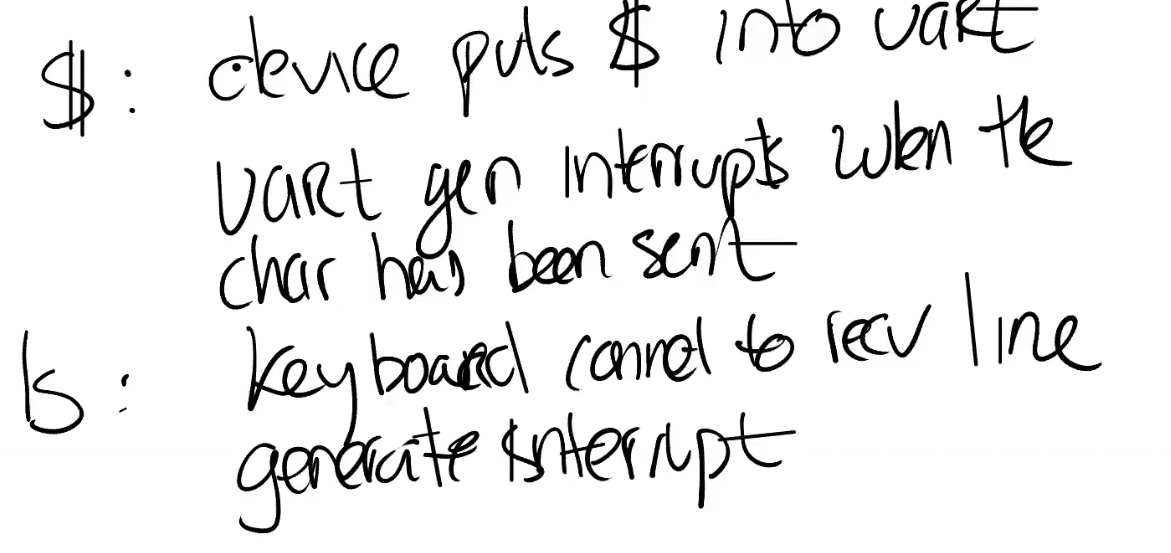 $: device puts $ into uart
uart gen interrupts when the
char has been sent
ls: keyboard connect to recv line
generate interrupt